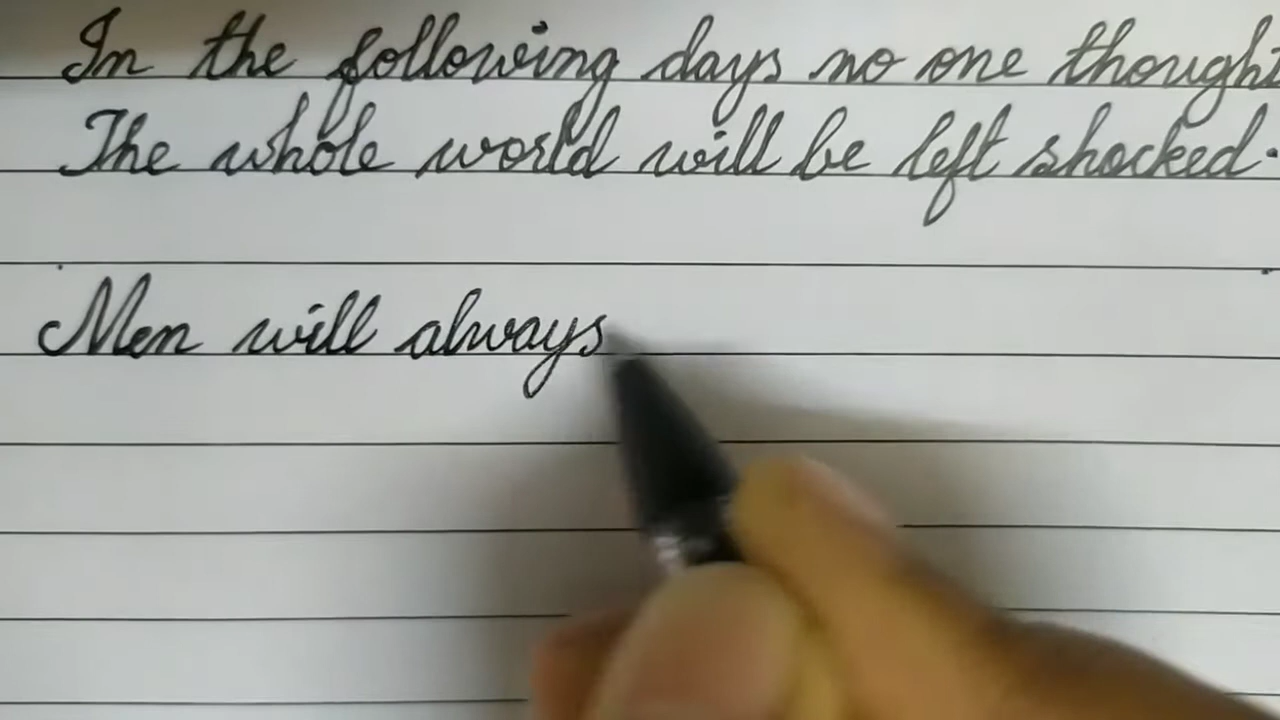 In the following days no one thought
The whole world will be left shocked.
Men will always